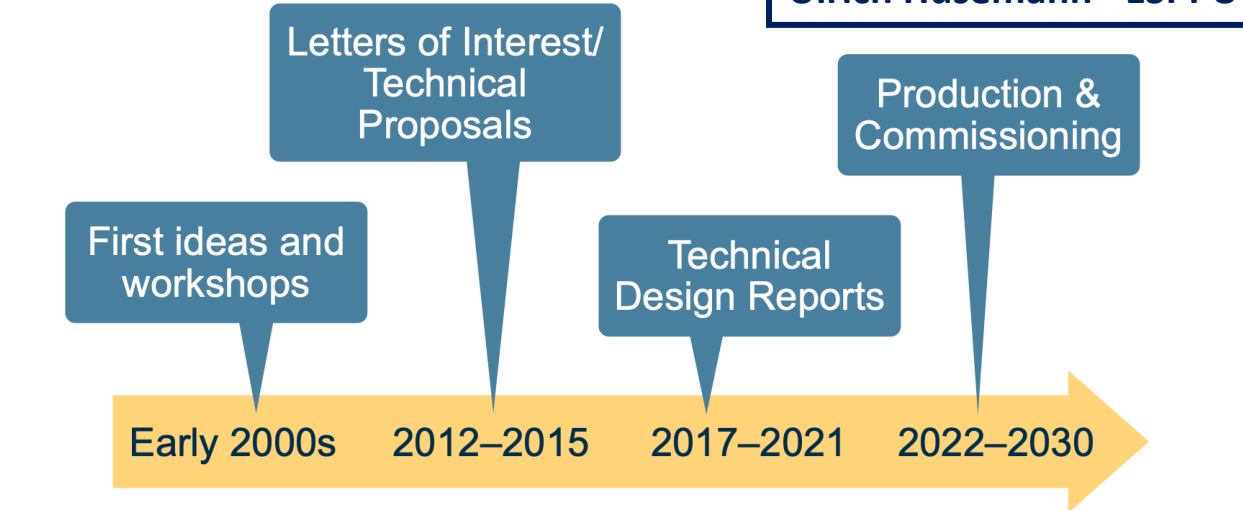 Letters of Interest/
Technical
Proposals
Production &
Commissioning
First ideas and
workshops
Technical
Design Reports
Early 2000s 2012–2015 2017–2021 2022–2030